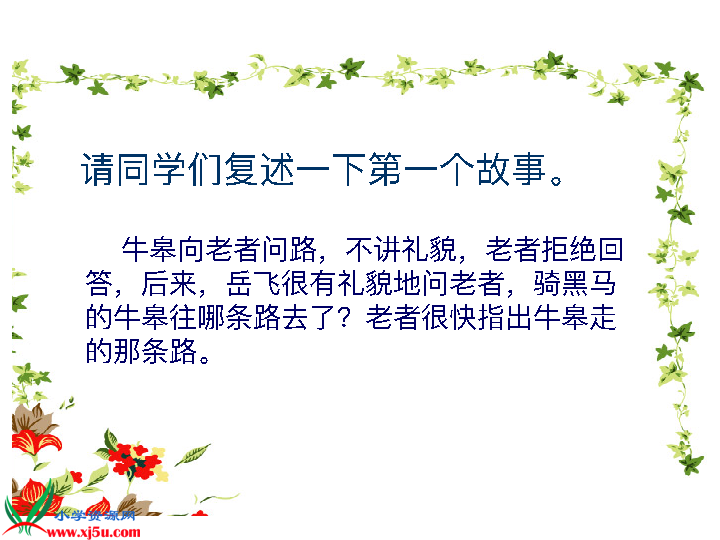 请同学们复述一下第一个故事。
牛皋向老者问路，不讲礼貌，老者拒绝回
答，后来，岳飞很有礼貌地问老者，骑黑马
的牛皋往哪条路去了？老者很快指出牛皋走
的那条路。
小学资源网
www.xj5u.com